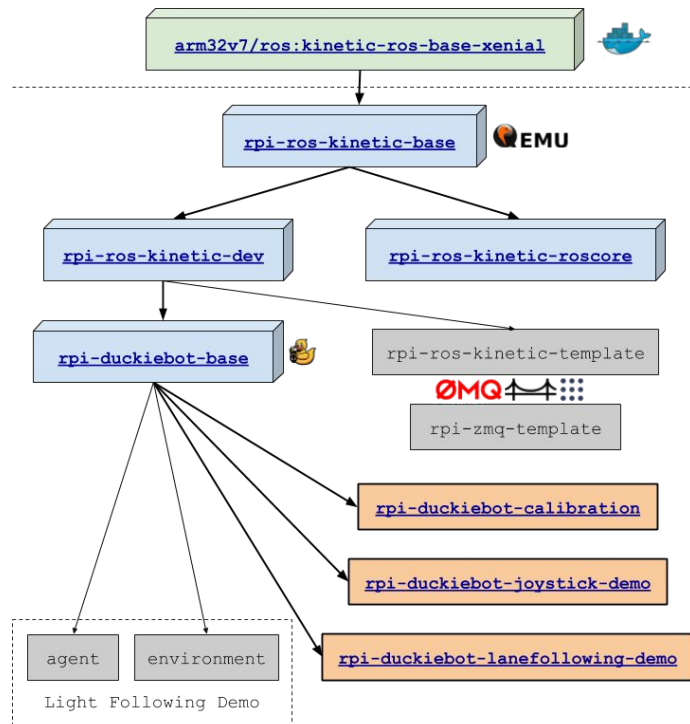 arm32v7/ros:kinetic-ros-base-xenial
rpi-ros-kinetic-base
QEMU
rpi-ros-kinetic-dev
rpi-ros-kinetic-roscore
rpi-duckiebot-base
rpi-ros-kinetic-template
ØMQ
rpi-zmq-template
rpi-duckiebot-calibration
rpi-duckiebot-joystick-demo
rpi-duckiebot-lanefollowing-demo
agent
environment
Light Following Demo